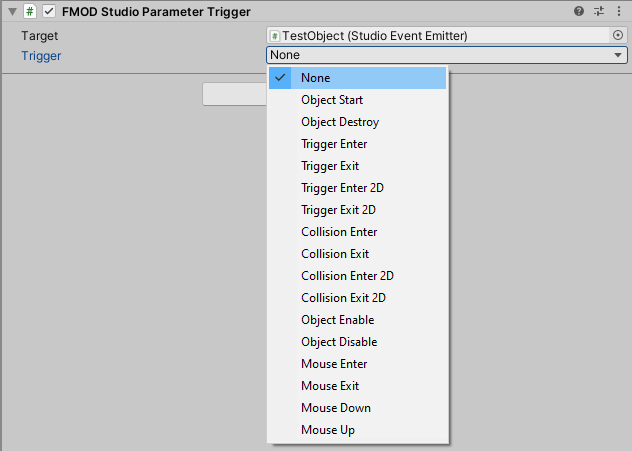 FMOD Studio Parameter Trigger
Target
TestObject (Studio Event Emitter)
Trigger
None
None
Object Start
Object Destroy
Trigger Enter
Trigger Exit
Trigger Enter 2D
Trigger Exit 2D
Collision Enter
Collision Exit
Collision Enter 2D
Collision Exit 2D
Object Enable
Object Disable
Mouse Enter
Mouse Exit
Mouse Down
Mouse Up